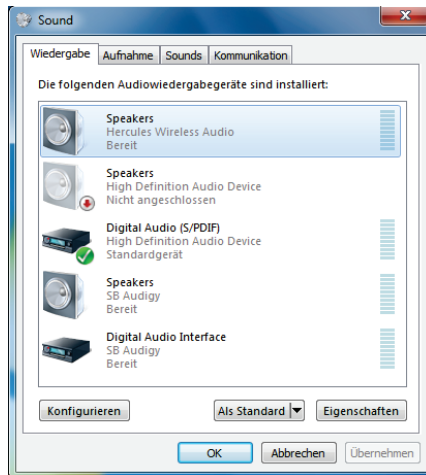 Sound
Wiedergabe Aufnahme Sounds Kommunikation
Die folgenden Audiowiedergabegeräte sind installiert:
Speakers
Hercules Wireless Audio
Bereit
Speakers
High Definition Audio Device
Nicht angeschlossen
Digital Audio (S/PDIF)
High Definition Audio Device
Standardgerät
Speakers
SB Audigy
Bereit
Digital Audio Interface
SB Audigy
Bereit
Konfigurieren Als Standard Eigenschaften
OK Abbrechen Übernehmen